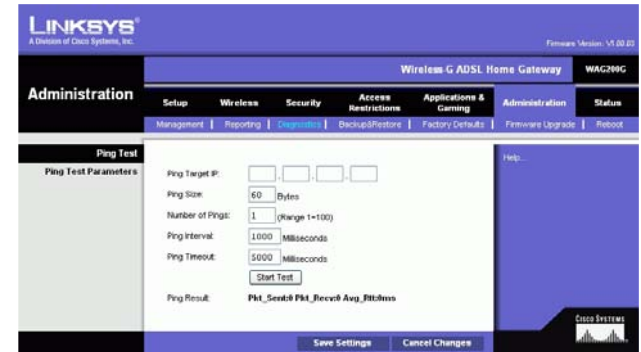 LINKSYS®
A Division of Cisco Systems, Inc.
Firmware Version: V1.00.03
Wireless-G ADSL Home Gateway WAG200G
Administration
Setup Wireless Security Access Restrictions Applications & Gaming Administration Status
Management | Reporting | Diagnostics | Backup&Restore | Factory Defaults | Firmware Upgrade | Reboot
Ping Test
Ping Test Parameters
Help...
Ping Target IP: . . .
Ping Size: 60 Bytes
Number of Pings: 1 (Range 1~100)
Ping Interval: 1000 Milliseconds
Ping Timeout: 5000 Milliseconds
Start Test
Ping Result: Pkt_Sent:0 Pkt_Recv:0 Avg_Rtt:0ms
Save Settings Cancel Changes
CISCO SYSTEMS